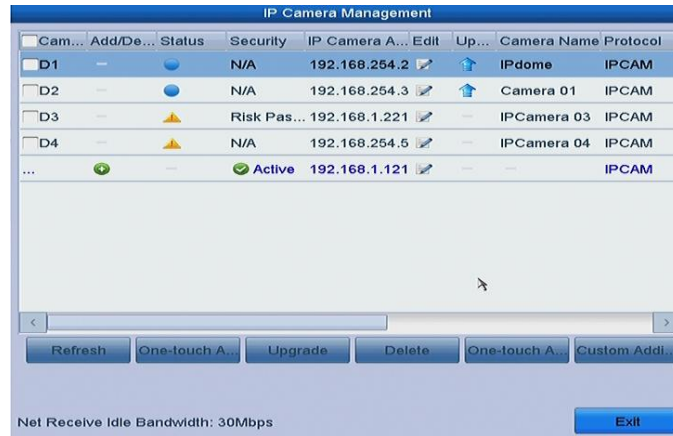 IP Camera Management
Cam... Add/De... Status Security IP Camera A... Edit Up... Camera Name Protocol
D1 — N/A 192.168.254.2 IPdome IPCAM
D2 — N/A 192.168.254.3 Camera 01 IPCAM
D3 — Risk Pas... 192.168.1.221 — IPCamera 03 IPCAM
D4 — N/A 192.168.254.5 — IPCamera 04 IPCAM
... — Active 192.168.1.121 — — IPCAM
Refresh One-touch A... Upgrade Delete One-touch A... Custom Addi...
Net Receive Idle Bandwidth: 30Mbps Exit